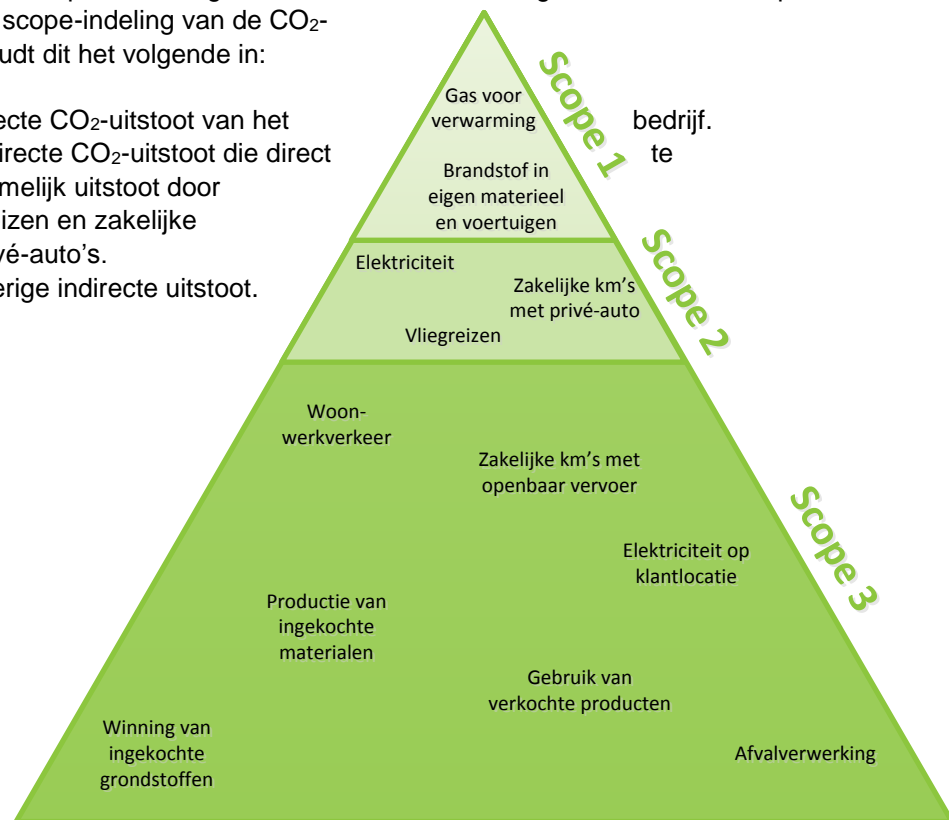 scope-indeling van de CO2-
udt dit het volgende in:
ecte CO2-uitstoot van het bedrijf.
directe CO2-uitstoot die direct te
melijk uitstoot door
izen en zakelijke
vé-auto's.
erige indirecte uitstoot.
Scope 1
Gas voor
verwarming
Brandstof in
eigen materieel
en voertuigen
Scope 2
Elektriciteit
Zakelijke km's
met privé-auto
Vliegreizen
Scope 3
Woon-
werkverkeer
Zakelijke km's met
openbaar vervoer
Elektriciteit op
klantlocatie
Productie van
ingekochte
materialen
Gebruik van
verkochte producten
Winning van
ingekochte
grondstoffen
Afvalverwerking